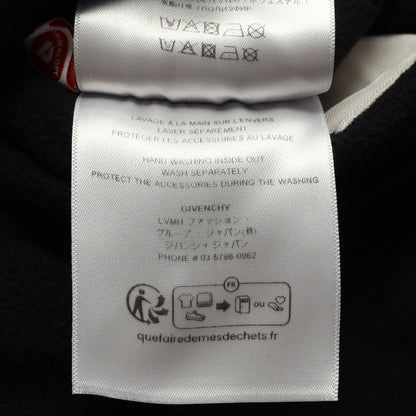 LAVAGE À LA MAIN SUR L'ENVERS
LAVER SÉPARÉMENT
PROTÉGER LES ACCESSOIRES AU LAVAGE
HAND WASHING INSIDE OUT
WASH SEPARATELY
PROTECT THE ACCESSORIES DURING THE WASHING
GIVENCHY
LVMH ファッション・
グループ・ジャパン(株)
ジバンシィ ジャパン
PHONE # 03 5786-0962
FR
ou
quefairedemesdechets.fr